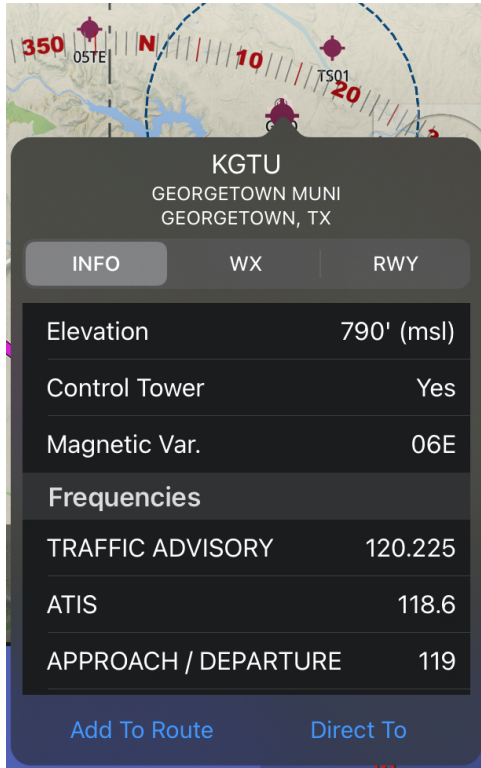 350
N
10
20
05TE
TS01
KGTU
GEORGETOWN MUNI
GEORGETOWN, TX
INFO WX RWY
Elevation 790' (msl)
Control Tower Yes
Magnetic Var. 06E
Frequencies
TRAFFIC ADVISORY 120.225
ATIS 118.6
APPROACH / DEPARTURE 119
Add To Route Direct To